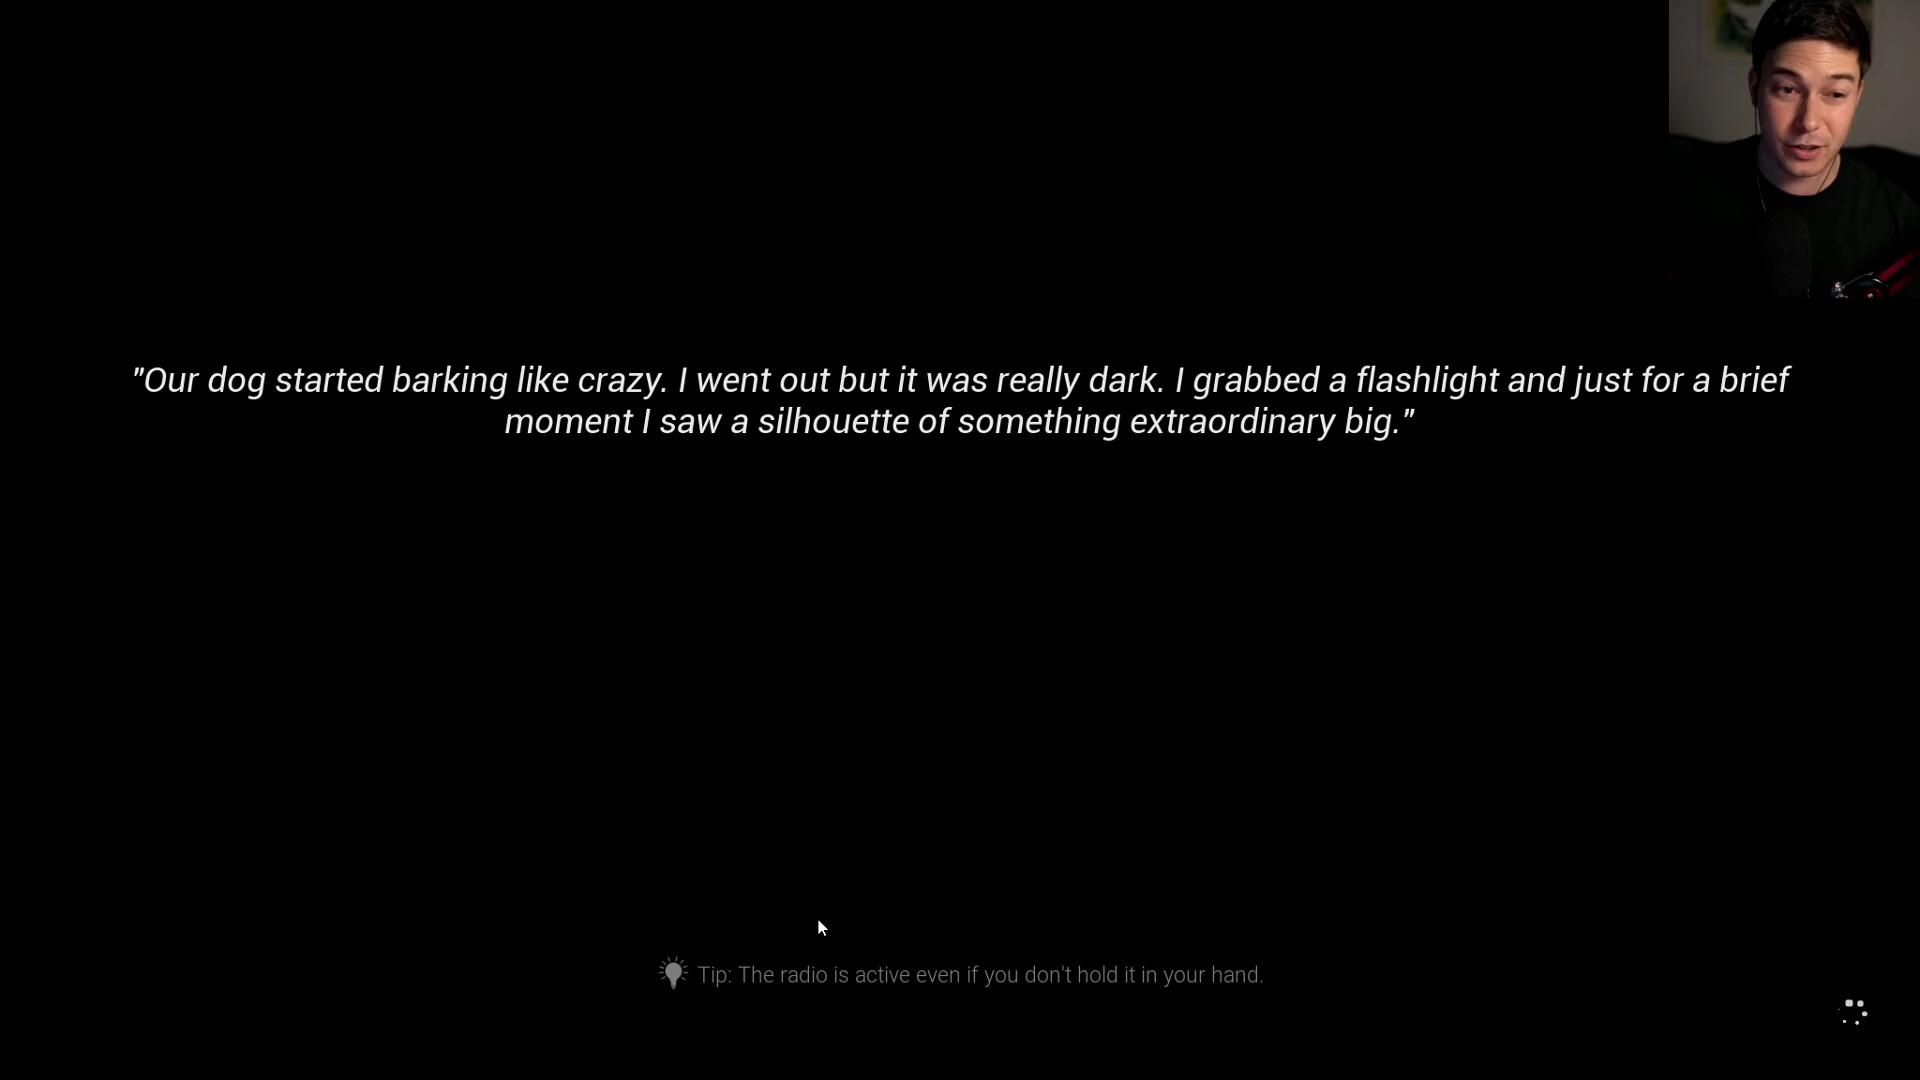 "Our dog started barking like crazy. I went out but it was really dark. I grabbed a flashlight and just for a brief
moment I saw a silhouette of something extraordinary big."
Tip: The radio is active even if you don't hold it in your hand.